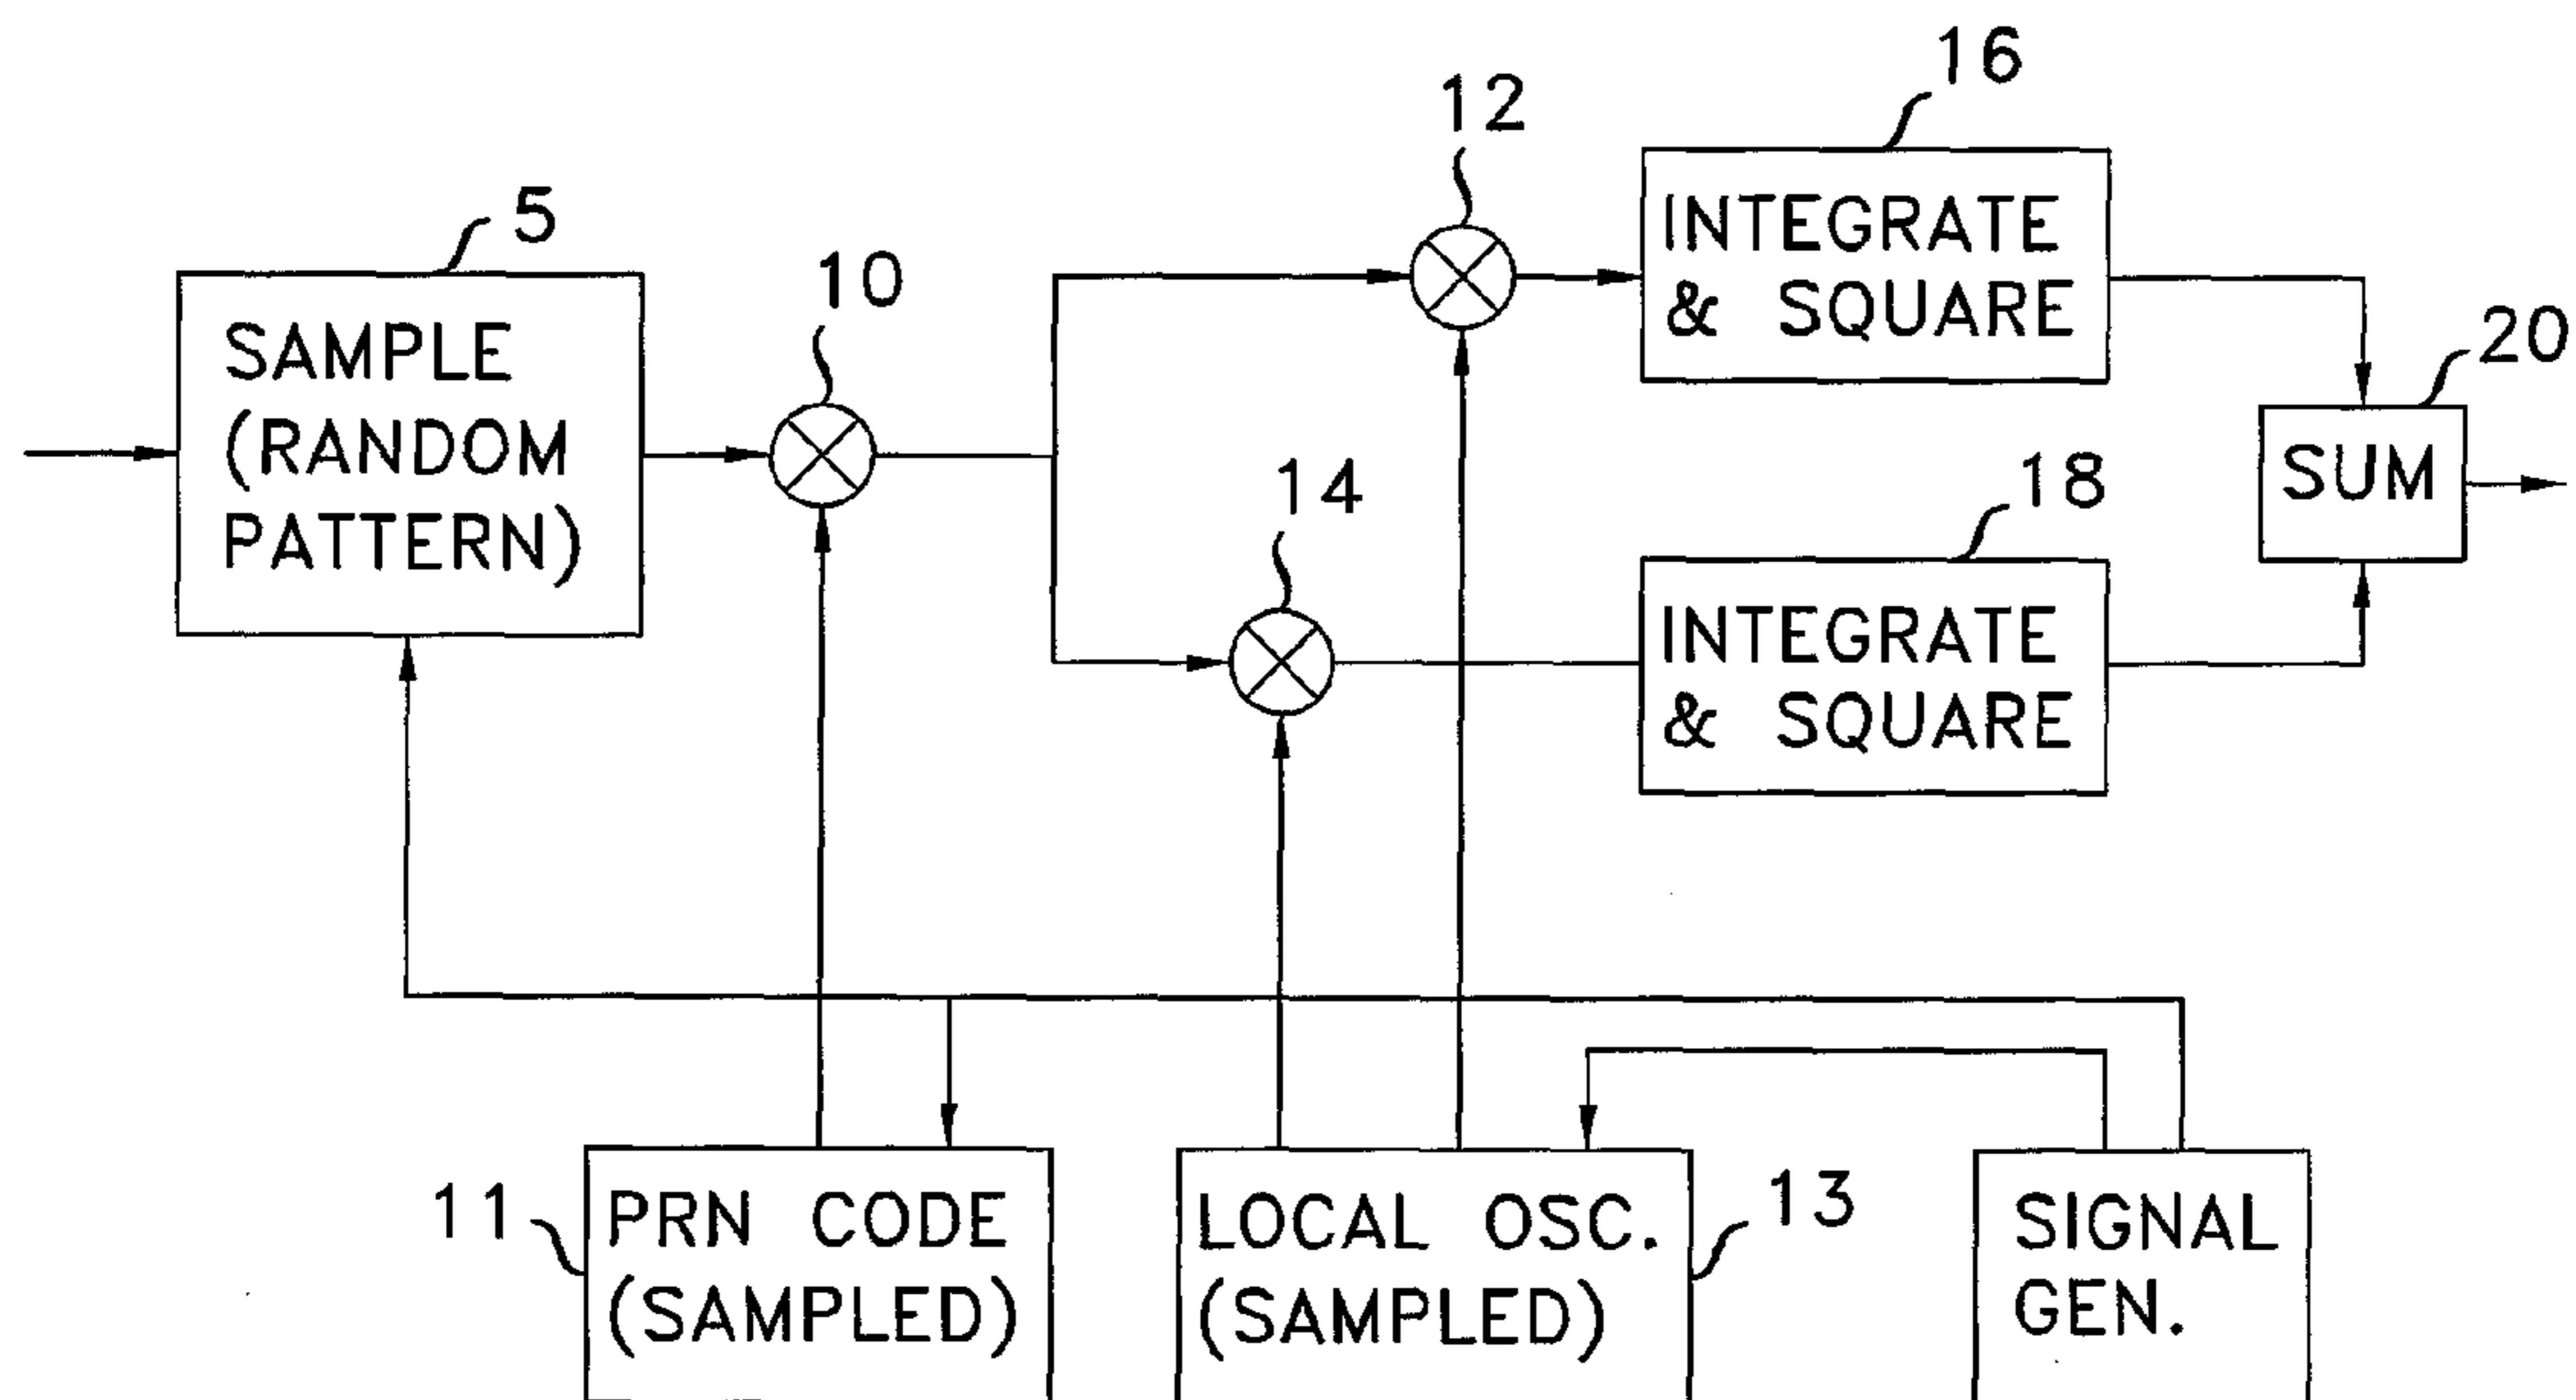 16
12
5
10
INTEGRATE
& SQUARE
SAMPLE
(RANDOM
PATTERN)
20
SUM
14
18
INTEGRATE
& SQUARE
11
PRN CODE
(SAMPLED)
LOCAL OSC.
(SAMPLED)
13
SIGNAL
GEN.